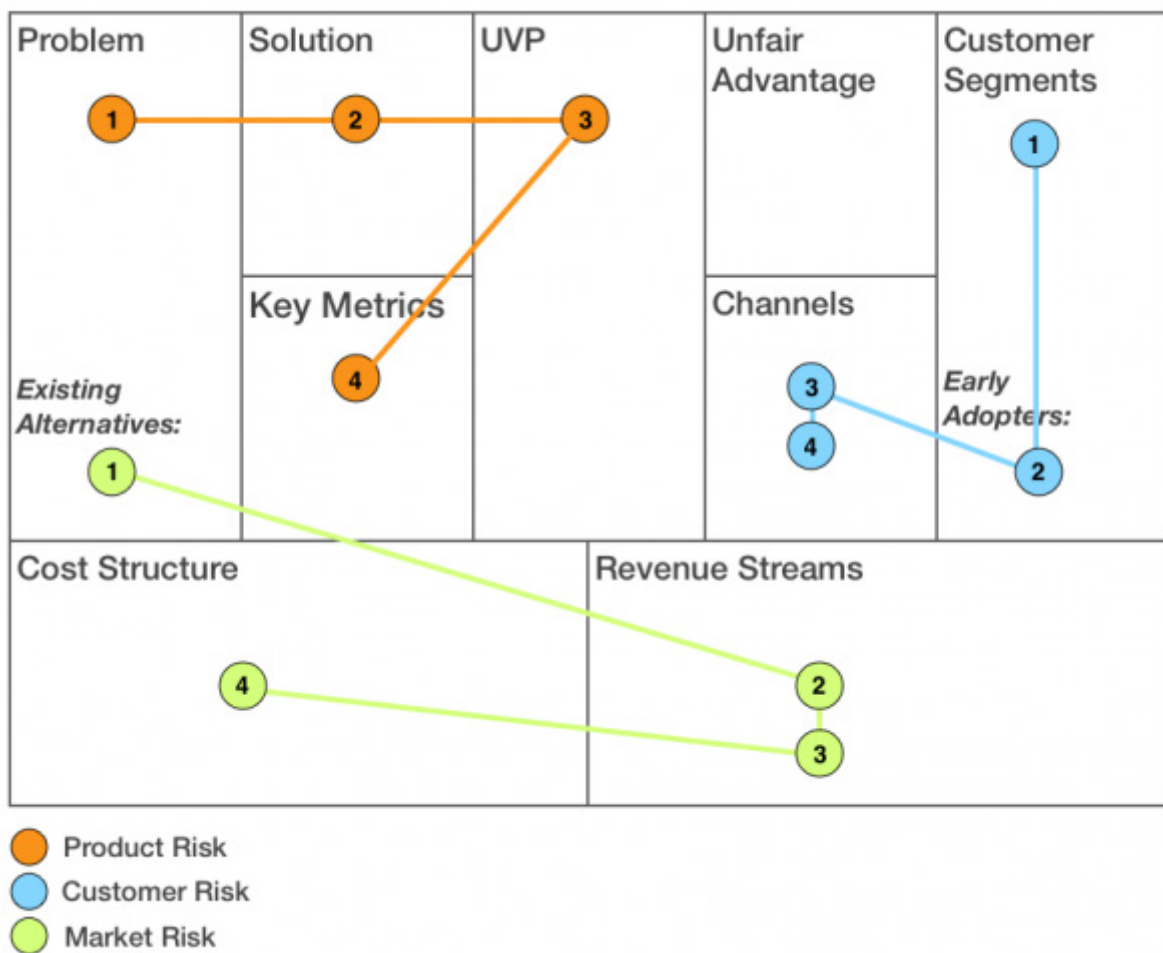 Problem
1
Existing
Alternatives:
1
Solution
2
Key Metrics
4
UVP
3
Unfair
Advantage
Channels
3
4
Customer
Segments
1
Early
Adopters:
2
Cost Structure
4
Revenue Streams
2
3
Product Risk
Customer Risk
Market Risk